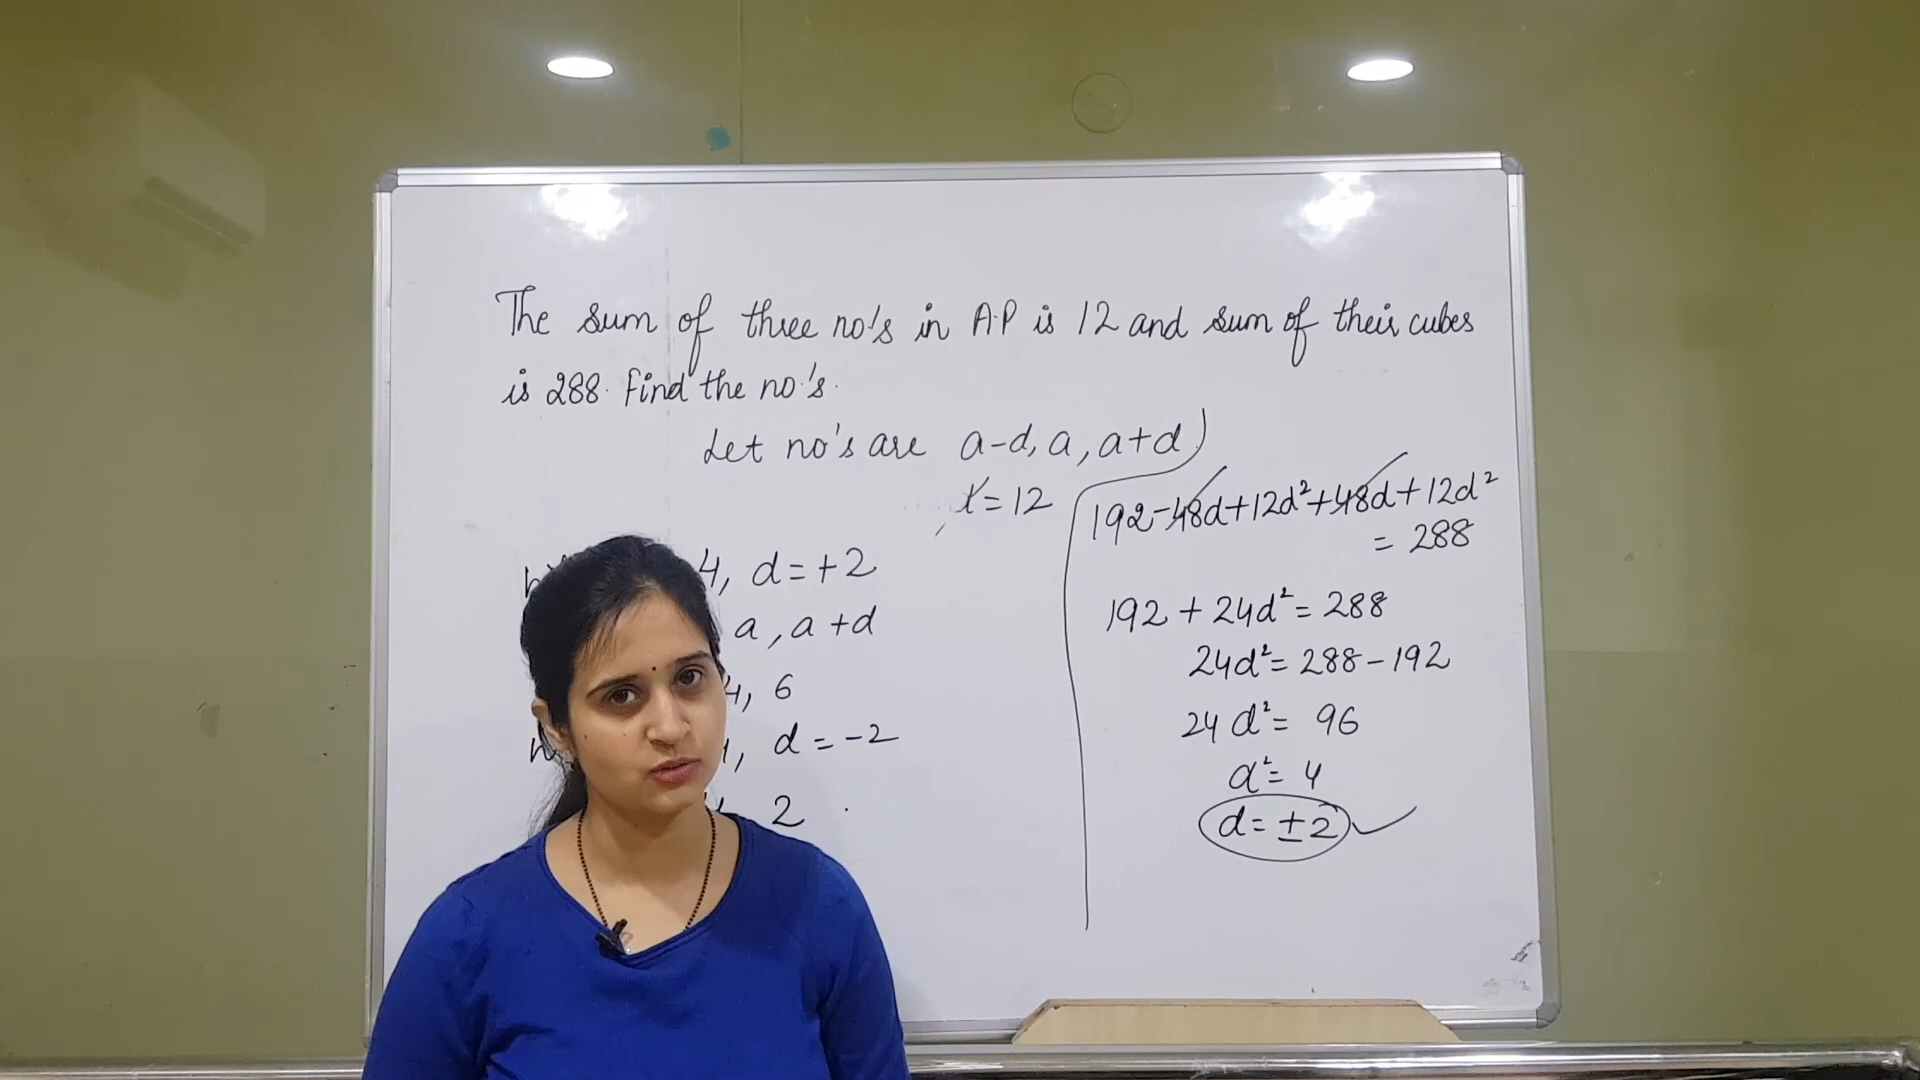 The sum of three no's in A.P is 12 and sum of their cubes
is 288. Find the no.'s.
Let no's are a-d, a, a+d
= 12
4, d = +2
a, a + d
4, 6
d = -2
2
192 - 48d + 12d² + 48d + 12d²
= 288
192 + 24d² = 288
24d² = 288 - 192
24d² = 96
d² = 4
d = ±2